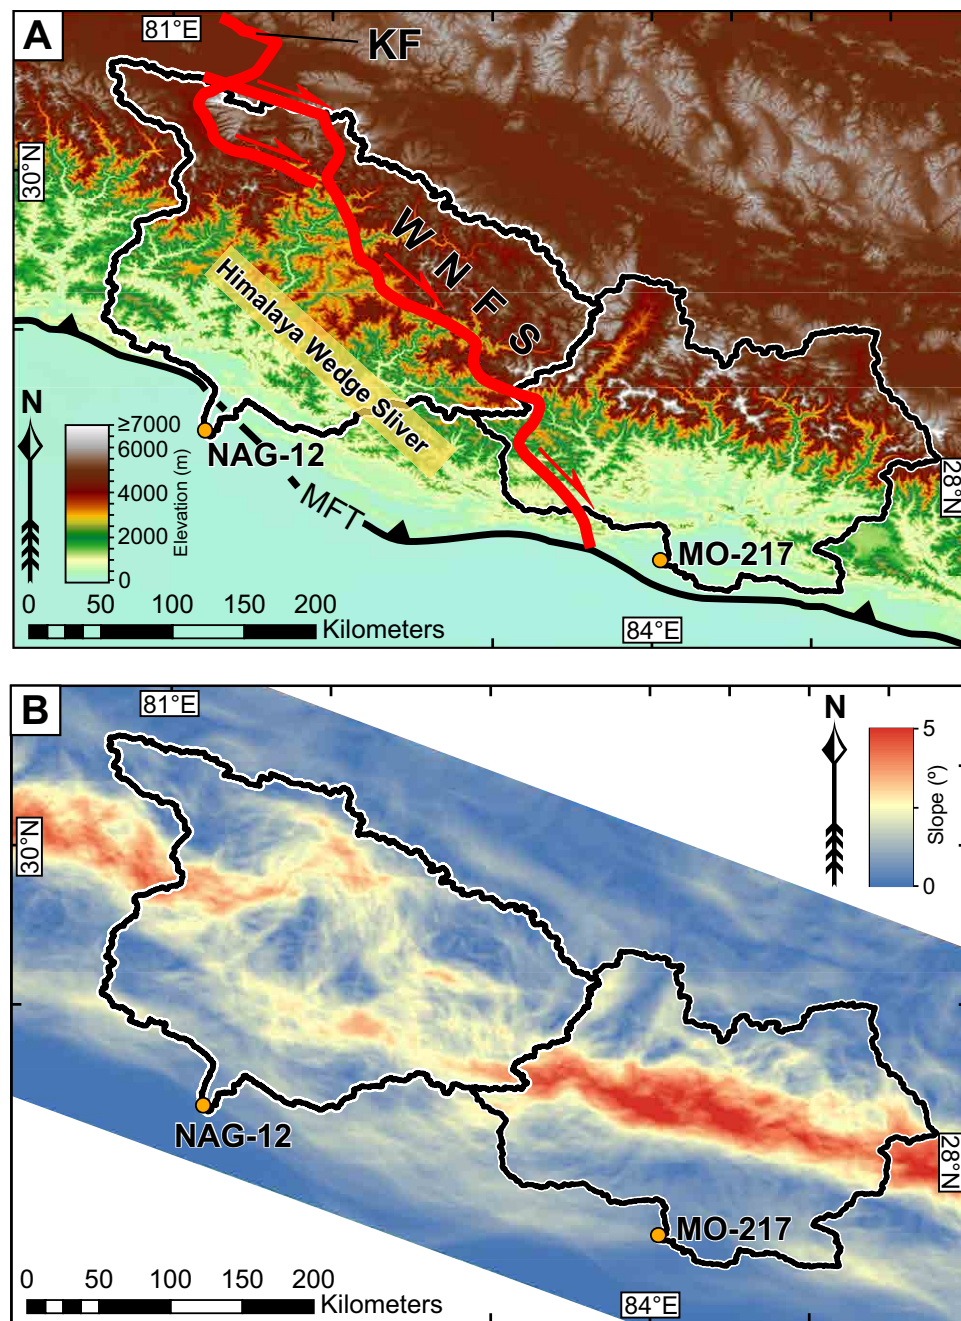 A
81°E
KF
30°N
W N F S
Himalaya Wedge Sliver
N
≥7000
6000
4000
2000
0
Elevation (m)
NAG-12
MFT
28°N
MO-217
0 50 100 150 200
Kilometers
84°E
B
81°E
N
5
0
Slope (º)
30°N
NAG-12
28°N
MO-217
0 50 100 150 200
Kilometers
84°E